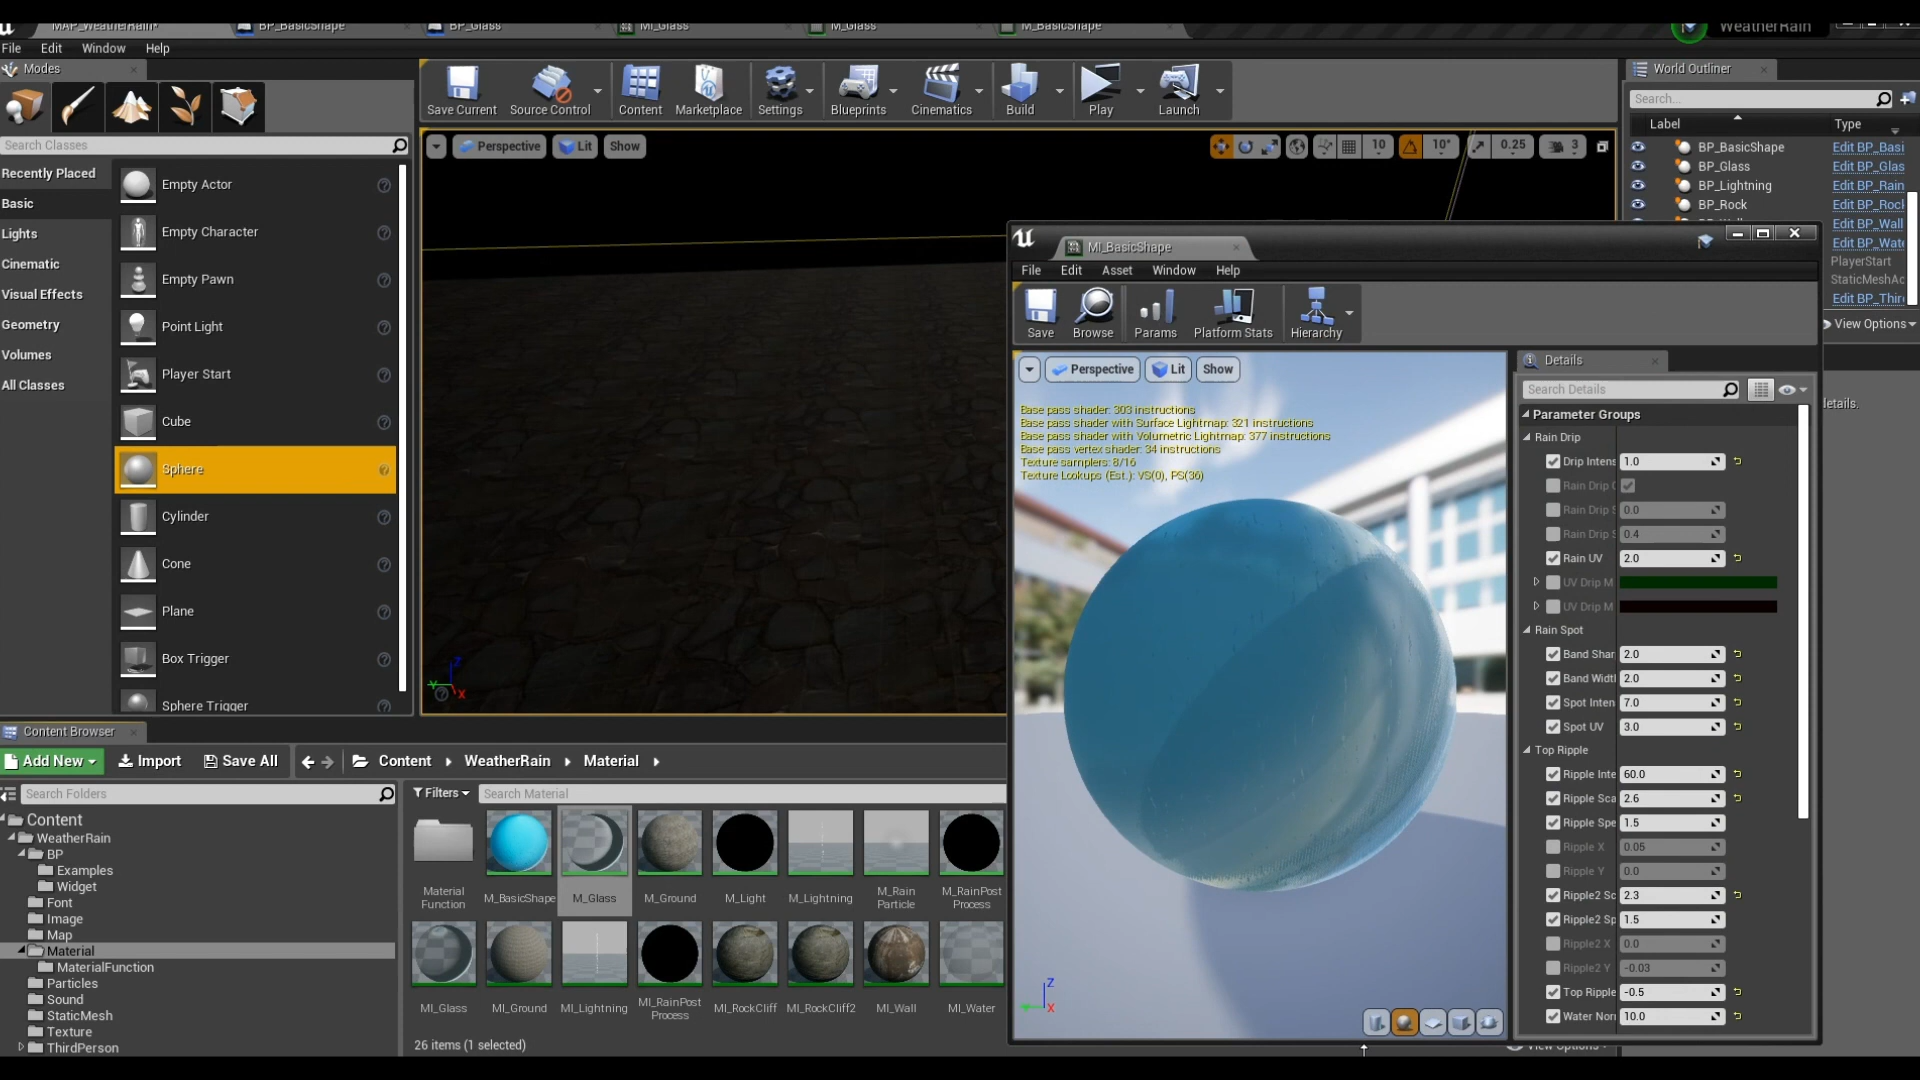 MAP_WeatherRain*
BP_BasicShape
BP_Glass
MI_Glass
M_Glass
M_BasicShape
WeatherRain
File Edit Window Help
Modes
Search Classes
Recently Placed
Basic
Lights
Cinematic
Visual Effects
Geometry
Volumes
All Classes
Empty Actor
Empty Character
Empty Pawn
Point Light
Player Start
Cube
Sphere
Cylinder
Cone
Plane
Box Trigger
Sphere Trigger
Save Current
Source Control
Content
Marketplace
Settings
Blueprints
Cinematics
Build
Play
Launch
Perspective Lit Show
10 10° 0.25 3
World Outliner
Search...
Label Type
BP_BasicShape Edit BP_Basi
BP_Glass Edit BP_Glas
BP_Lightning Edit BP_Rain
BP_Rock Edit BP_Rock
Edit BP_Wall
Edit BP_Wate
PlayerStart
StaticMeshAc
Edit BP_Thir
View Options
details.
MI_BasicShape
File Edit Asset Window Help
Save
Browse
Params
Platform Stats
Hierarchy
Perspective Lit Show
Base pass shader: 303 instructions
Base pass shader with Surface Lightmap: 321 instructions
Base pass shader with Volumetric Lightmap: 377 instructions
Base pass vertex shader: 34 instructions
Texture samplers: 8/16
Texture Lookups (Est.): VS(0), PS(36)
Z
X
Details
Search Details
Parameter Groups
Rain Drip
Drip Intens 1.0
Rain Drip
Rain Drip S 0.0
Rain Drip S 0.4
Rain UV 2.0
UV Drip M
UV Drip M
Rain Spot
Band Shar 2.0
Band Widt 2.0
Spot Inten 7.0
Spot UV 3.0
Top Ripple
Ripple Inte 60.0
Ripple Sca 2.6
Ripple Spe 1.5
Ripple X 0.05
Ripple Y 0.0
Ripple2 Sc 2.3
Ripple2 Sp 1.5
Ripple2 X 0.0
Ripple2 Y -0.03
Top Ripple -0.5
Water Nor 10.0
View Options
Z
Y
X
Content Browser
Add New Import Save All Content WeatherRain Material
Search Folders
Filters Search Material
Content
WeatherRain
BP
Examples
Widget
Font
Image
Map
Material
MaterialFunction
Particles
Sound
StaticMesh
Texture
ThirdPerson
Material Function
M_BasicShape
M_Glass
M_Ground
M_Light
M_Lightning
M_Rain Particle
M_RainPost Process
MI_Glass
MI_Ground
MI_Lightning
MI_RainPost Process
MI_RockCliff
MI_RockCliff2
MI_Wall
MI_Water
26 items (1 selected)